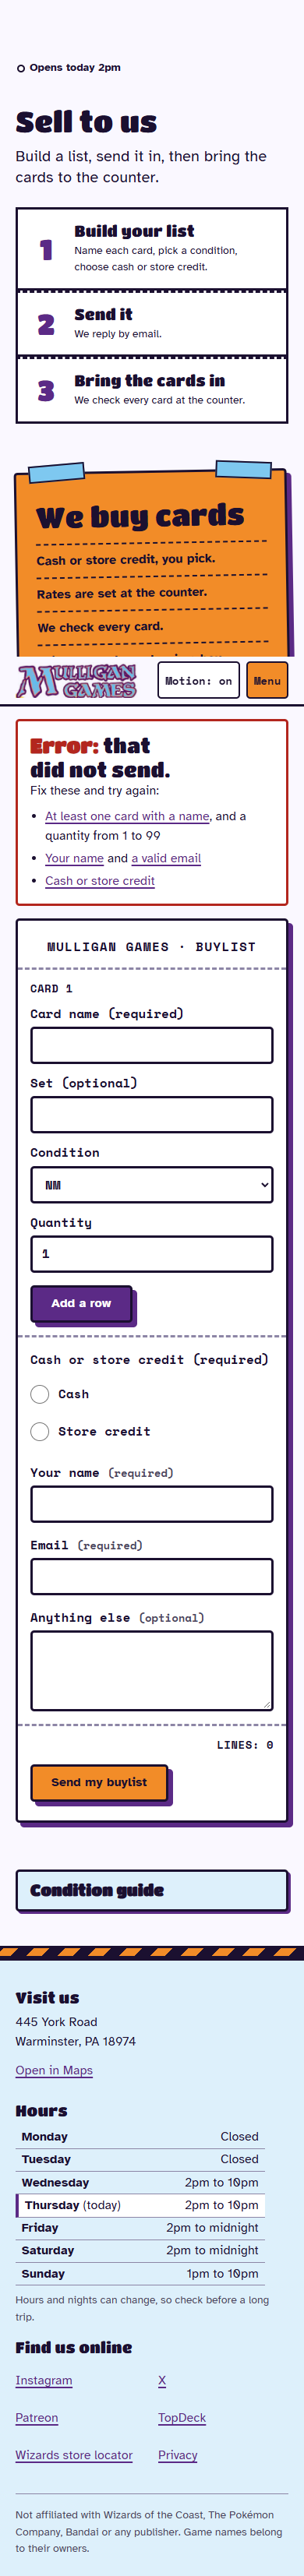 Opens today 2pm
Sell to us
Build a list, send it in, then bring the
cards to the counter.
1
Build your list
Name each card, pick a condition,
choose cash or store credit.
2
Send it
We reply by email.
3
Bring the cards in
We check every card at the counter.
We buy cards
Cash or store credit, you pick.
Rates are set at the counter.
We check every card.
MULLIGAN
GAMES
Motion: on
Menu
Error: that
did not send.
Fix these and try again:
• At least one card with a name, and a
quantity from 1 to 99
• Your name and a valid email
• Cash or store credit
MULLIGAN GAMES · BUYLIST
CARD 1
Card name (required)
Set (optional)
Condition
NM
Quantity
1
Add a row
Cash or store credit (required)
Cash
Store credit
Your name (required)
Email (required)
Anything else (optional)
LINES: 0
Send my buylist
Condition guide
Visit us
445 York Road
Warminster, PA 18974
Open in Maps
Hours
Monday Closed
Tuesday Closed
Wednesday 2pm to 10pm
Thursday (today) 2pm to 10pm
Friday 2pm to midnight
Saturday 2pm to midnight
Sunday 1pm to 10pm
Hours and nights can change, so check before a long
trip.
Find us online
Instagram X
Patreon TopDeck
Wizards store locator Privacy
Not affiliated with Wizards of the Coast, The Pokémon
Company, Bandai or any publisher. Game names belong
to their owners.